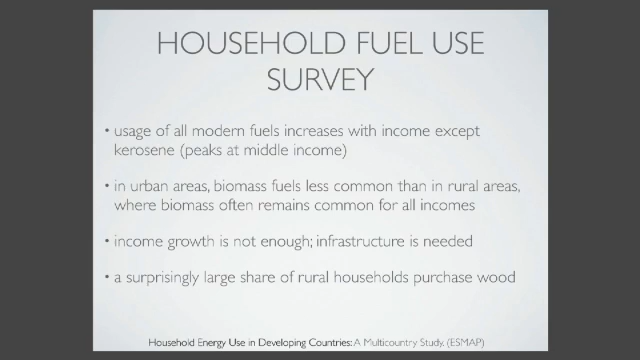 HOUSEHOLD FUEL USE
SURVEY
• usage of all modern fuels increases with income except
kerosene (peaks at middle income)
• in urban areas, biomass fuels less common than in rural areas,
where biomass often remains common for all incomes
• income growth is not enough; infrastructure is needed
• a surprisingly large share of rural households purchase wood
Household Energy Use in Developing Countries: A Multicountry Study. (ESMAP)